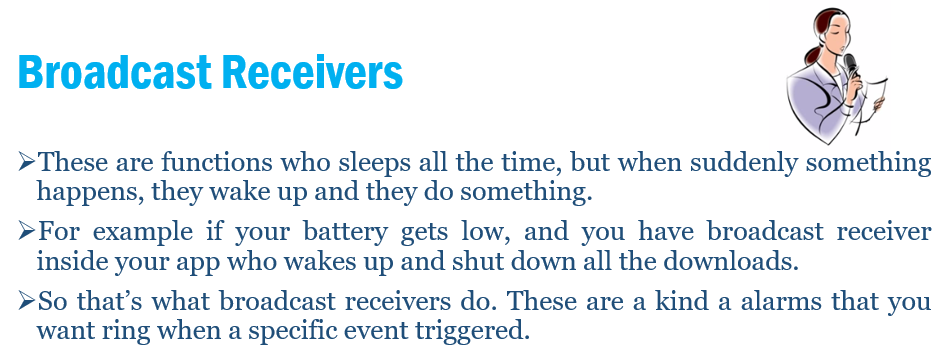 Broadcast Receivers
➢These are functions who sleeps all the time, but when suddenly something
happens, they wake up and they do something.
➢For example if your battery gets low, and you have broadcast receiver
inside your app who wakes up and shut down all the downloads.
➢So that’s what broadcast receivers do. These are a kind a alarms that you
want ring when a specific event triggered.